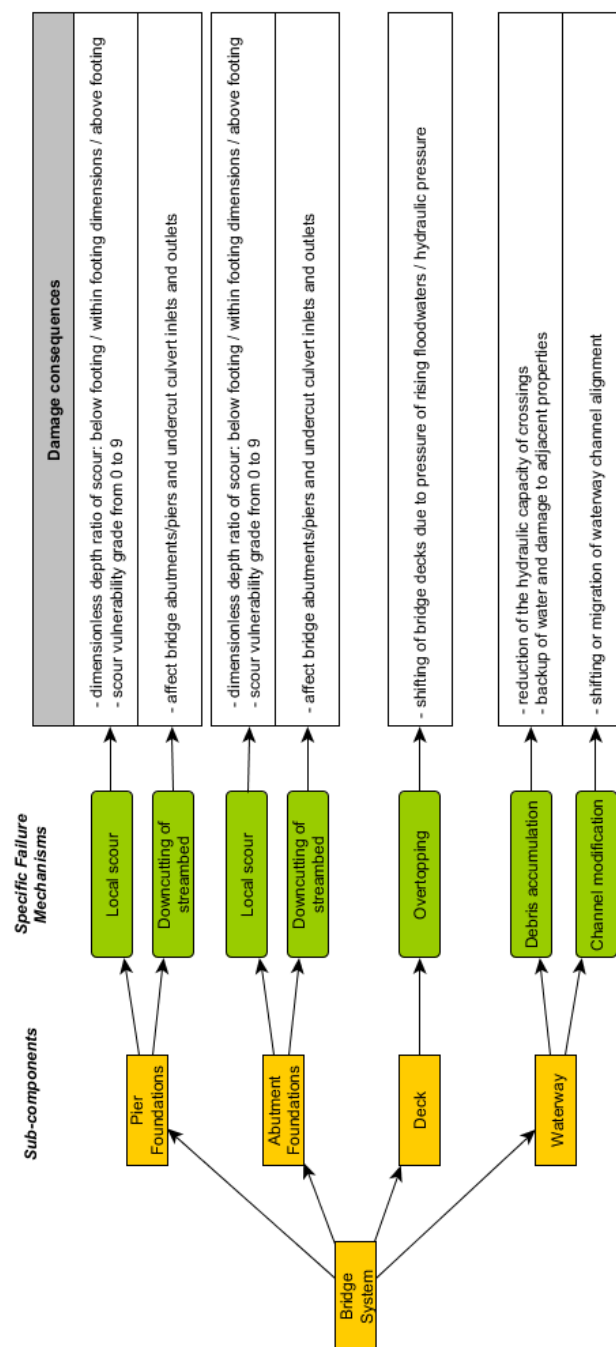 Sub-components
Specific Failure
Mechanisms
Damage consequences
Bridge
System
Pier
Foundations
Local scour
- dimensionless depth ratio of scour: below footing / within footing dimensions / above footing
- scour vulnerability grade from 0 to 9
Downcutting of
streambed
- affect bridge abutments/piers and undercut culvert inlets and outlets
Abutment
Foundations
Local scour
- dimensionless depth ratio of scour: below footing / within footing dimensions / above footing
- scour vulnerability grade from 0 to 9
Downcutting of
streambed
- affect bridge abutments/piers and undercut culvert inlets and outlets
Deck
Overtopping
- shifting of bridge decks due to pressure of rising floodwaters / hydraulic pressure
Waterway
Debris accumulation
- reduction of the hydraulic capacity of crossings
- backup of water and damage to adjacent properties
Channel modification
- shifting or migration of waterway channel alignment